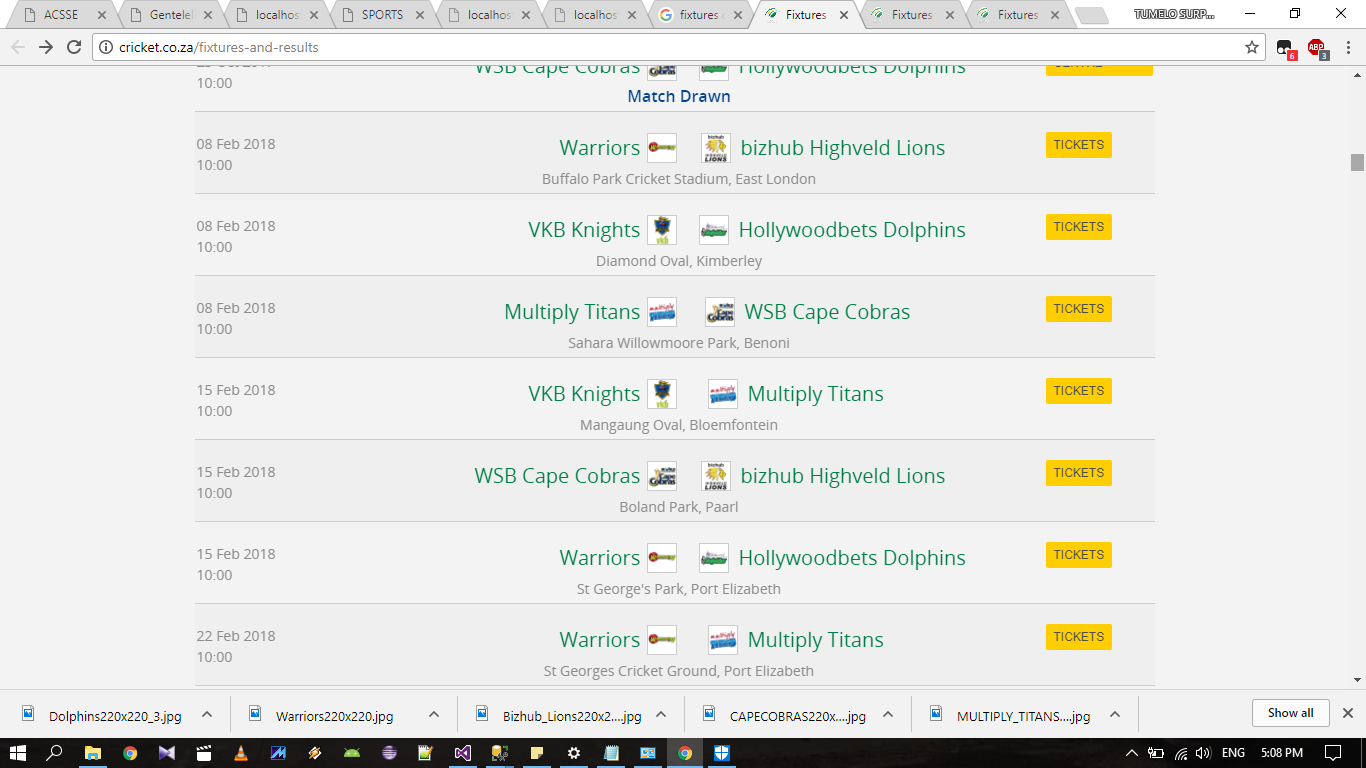 ACSSE
Gentelel
localhos
SPORTS
localhos
localhos
fixtures
Fixtures
Fixtures
Fixtures
TUMELO SURP...
cricket.co.za/fixtures-and-results
6
ABP
3
10:00
WSB Cape Cobras Hollywoodbets Dolphins
CENTRE
Match Drawn
08 Feb 2018
10:00
Warriors bizhub Highveld Lions
Buffalo Park Cricket Stadium, East London
TICKETS
08 Feb 2018
10:00
VKB Knights Hollywoodbets Dolphins
Diamond Oval, Kimberley
TICKETS
08 Feb 2018
10:00
Multiply Titans WSB Cape Cobras
Sahara Willowmoore Park, Benoni
TICKETS
15 Feb 2018
10:00
VKB Knights Multiply Titans
Mangaung Oval, Bloemfontein
TICKETS
15 Feb 2018
10:00
WSB Cape Cobras bizhub Highveld Lions
Boland Park, Paarl
TICKETS
15 Feb 2018
10:00
Warriors Hollywoodbets Dolphins
St George's Park, Port Elizabeth
TICKETS
22 Feb 2018
10:00
Warriors Multiply Titans
St Georges Cricket Ground, Port Elizabeth
TICKETS
Dolphins220x220_3.jpg
Warriors220x220.jpg
Bizhub_Lions220x2....jpg
CAPECOBRAS220x....jpg
MULTIPLY_TITANS....jpg
Show all
ENG
5:08 PM